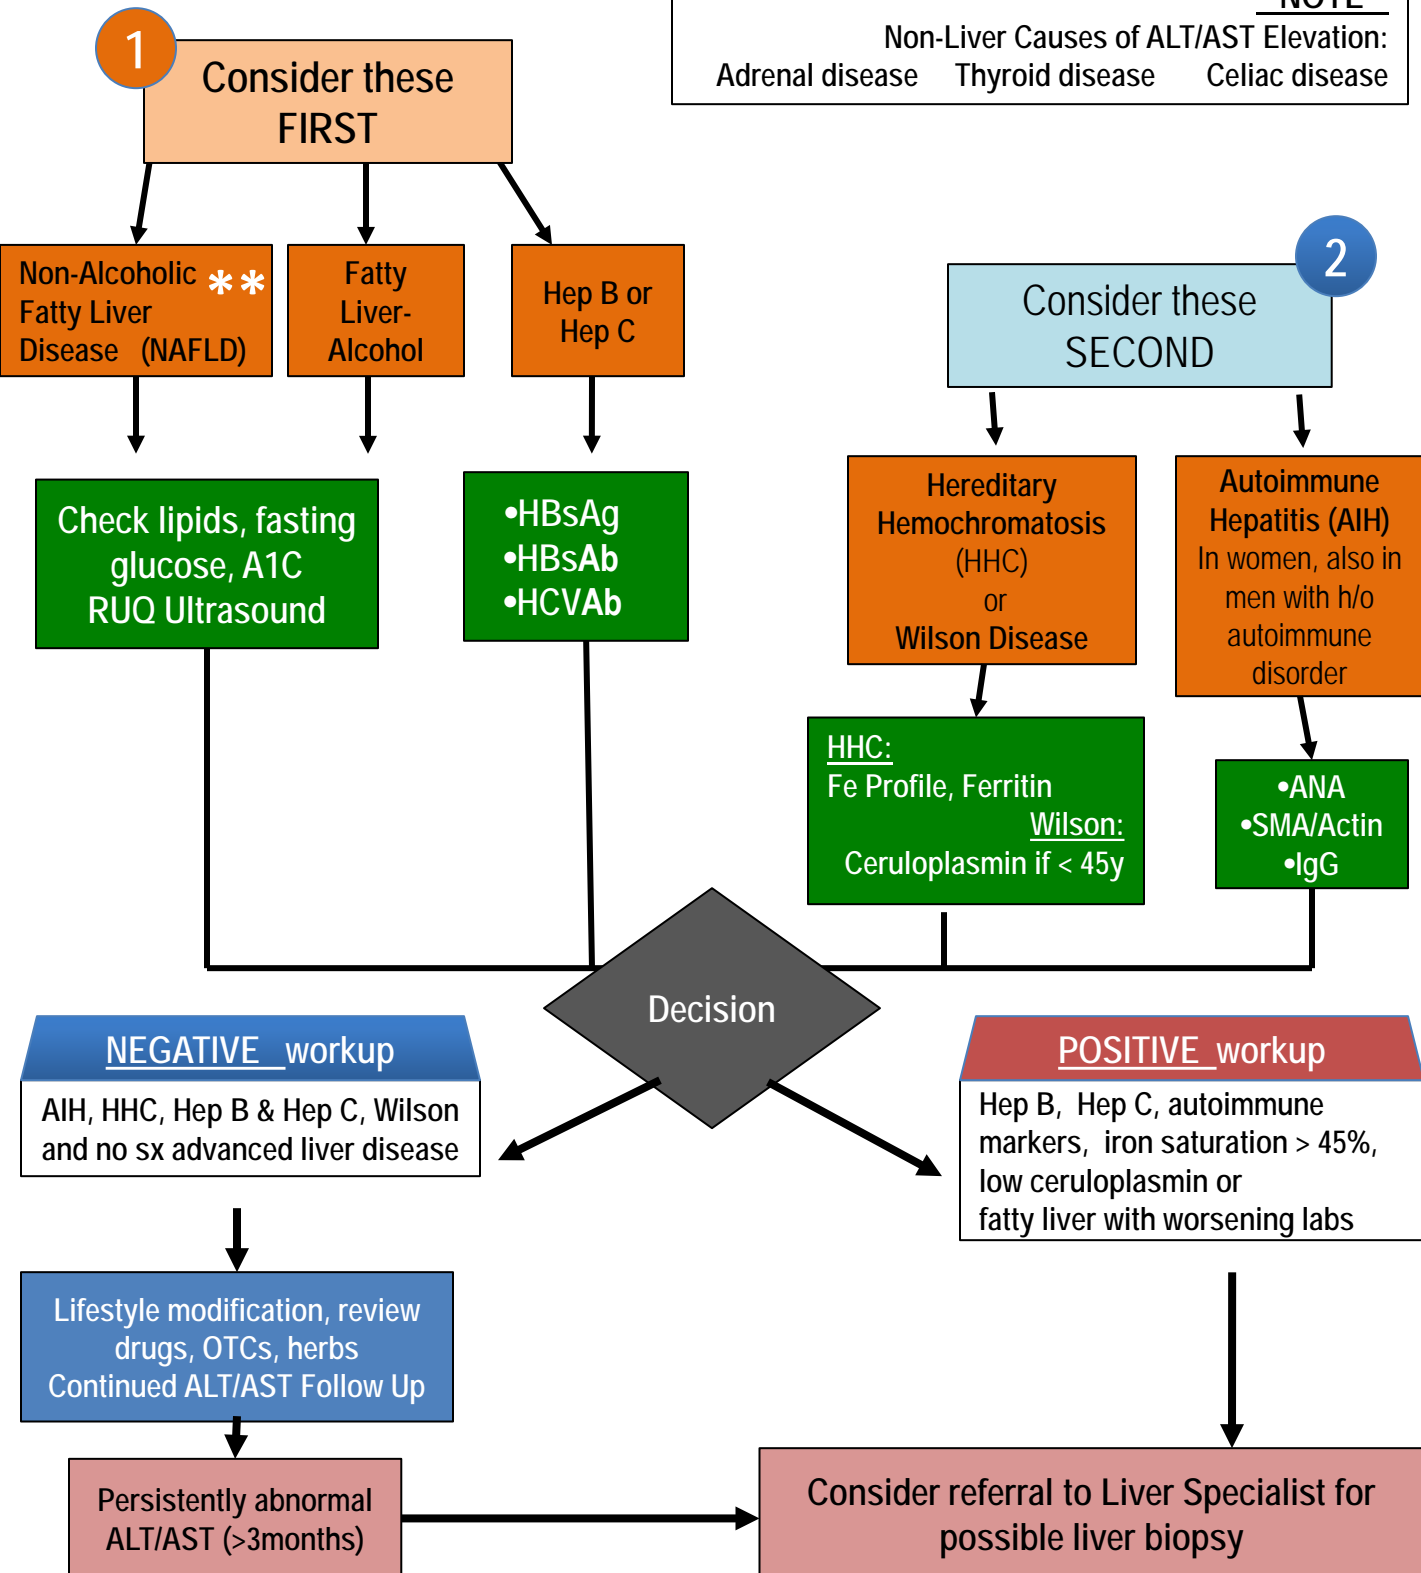 NOTE
Non-Liver Causes of ALT/AST Elevation:
Adrenal disease Thyroid disease Celiac disease
1
Consider these
FIRST
Non-Alcoholic **
Fatty Liver
Disease (NAFLD)
Fatty
Liver-
Alcohol
Hep B or
Hep C
Check lipids, fasting
glucose, A1C
RUQ Ultrasound
•HBsAg
•HBsAb
•HCVAb
2
Consider these
SECOND
Hereditary
Hemochromatosis
(HHC)
or
Wilson Disease
Autoimmune
Hepatitis (AIH)
In women, also in
men with h/o
autoimmune
disorder
HHC:
Fe Profile, Ferritin
Wilson:
Ceruloplasmin if < 45y
•ANA
•SMA/Actin
•IgG
Decision
NEGATIVE workup
AIH, HHC, Hep B & Hep C, Wilson
and no sx advanced liver disease
POSITIVE workup
Hep B, Hep C, autoimmune
markers, iron saturation > 45%,
low ceruloplasmin or
fatty liver with worsening labs
Lifestyle modification, review
drugs, OTCs, herbs
Continued ALT/AST Follow Up
Persistently abnormal
ALT/AST (>3months)
Consider referral to Liver Specialist for
possible liver biopsy